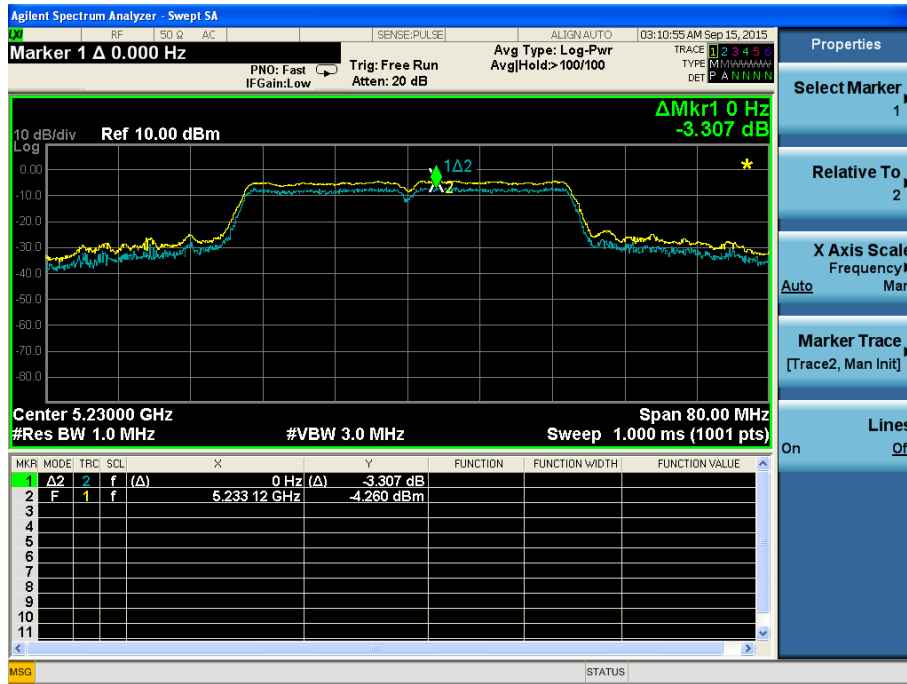 Agilent Spectrum Analyzer - Swept SA
LXI RF 50 Ω AC SENSE:PULSE ALIGN AUTO 03:10:55 AM Sep 15, 2015
Marker 1 Δ 0.000 Hz
PNO: Fast
IFGain:Low
Trig: Free Run
Atten: 20 dB
Avg Type: Log-Pwr
Avg|Hold:>100/100
TRACE 1 2 3 4 5 6
TYPE M M W W W W
DET P A N N N N
Properties
ΔMkr1 0 Hz
-3.307 dB
10 dB/div Ref 10.00 dBm
Log
0.00
-10.0
-20.0
-30.0
-40.0
-50.0
-60.0
-70.0
-80.0
1Δ2
2
*
Center 5.23000 GHz Span 80.00 MHz
#Res BW 1.0 MHz #VBW 3.0 MHz Sweep 1.000 ms (1001 pts)
Select Marker
1
Relative To
2
X Axis Scale
Frequency
Auto Man
Marker Trace
[Trace2, Man Init]
Lines
On Off
MKR MODE TRC SCL X Y FUNCTION FUNCTION WIDTH FUNCTION VALUE
1 Δ2 2 f (Δ) 0 Hz (Δ) -3.307 dB
2 F 1 f 5.233 12 GHz -4.260 dBm
3
4
5
6
7
8
9
10
11
MSG STATUS